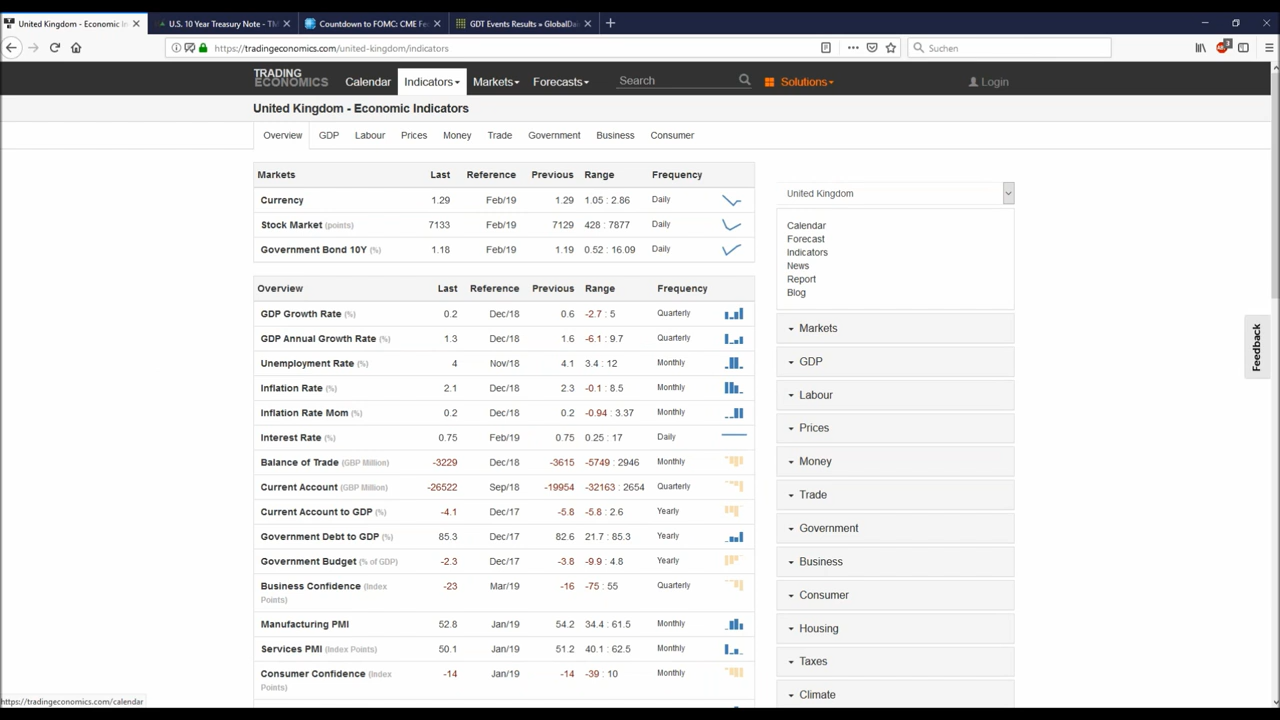 United Kingdom - Economic In
U.S. 10 Year Treasury Note - TM
Countdown to FOMC: CME Fe
GDT Events Results » GlobalDai
https://tradingeconomics.com/united-kingdom/indicators
Suchen
TRADING ECONOMICS
Calendar Indicators Markets Forecasts Search Solutions Login
United Kingdom - Economic Indicators
Overview GDP Labour Prices Money Trade Government Business Consumer
Markets Last Reference Previous Range Frequency
Currency 1.29 Feb/19 1.29 1.05 : 2.86 Daily
Stock Market (points) 7133 Feb/19 7129 428 : 7877 Daily
Government Bond 10Y (%) 1.18 Feb/19 1.19 0.52 : 16.09 Daily
Overview Last Reference Previous Range Frequency
GDP Growth Rate (%) 0.2 Dec/18 0.6 -2.7 : 5 Quarterly
GDP Annual Growth Rate (%) 1.3 Dec/18 1.6 -6.1 : 9.7 Quarterly
Unemployment Rate (%) 4 Nov/18 4.1 3.4 : 12 Monthly
Inflation Rate (%) 2.1 Dec/18 2.3 -0.1 : 8.5 Monthly
Inflation Rate Mom (%) 0.2 Dec/18 0.2 -0.94 : 3.37 Monthly
Interest Rate (%) 0.75 Feb/19 0.75 0.25 : 17 Daily
Balance of Trade (GBP Million) -3229 Dec/18 -3615 -5749 : 2946 Monthly
Current Account (GBP Million) -26522 Sep/18 -19954 -32163 : 2654 Quarterly
Current Account to GDP (%) -4.1 Dec/17 -5.8 -5.8 : 2.6 Yearly
Government Debt to GDP (%) 85.3 Dec/17 82.6 21.7 : 85.3 Yearly
Government Budget (% of GDP) -2.3 Dec/17 -3.8 -9.9 : 4.8 Yearly
Business Confidence (Index Points) -23 Mar/19 -16 -75 : 55 Quarterly
Manufacturing PMI 52.8 Jan/19 54.2 34.4 : 61.5 Monthly
Services PMI (Index Points) 50.1 Jan/19 51.2 40.1 : 62.5 Monthly
Consumer Confidence (Index Points) -14 Jan/19 -14 -39 : 10 Monthly
United Kingdom
Calendar
Forecast
Indicators
News
Report
Blog
Markets
GDP
Labour
Prices
Money
Trade
Government
Business
Consumer
Housing
Taxes
Climate
Feedback
https://tradingeconomics.com/calendar